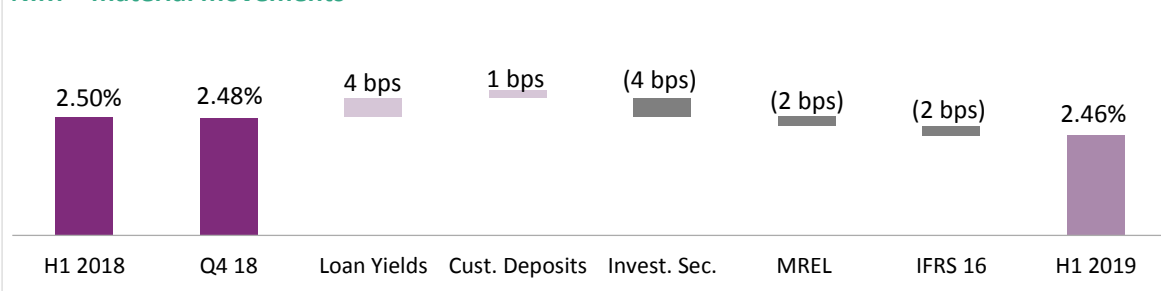 2.50%
2.48%
4 bps
1 bps
(4 bps)
(2 bps)
(2 bps)
2.46%
H1 2018
Q4 18
Loan Yields
Cust. Deposits
Invest. Sec.
MREL
IFRS 16
H1 2019